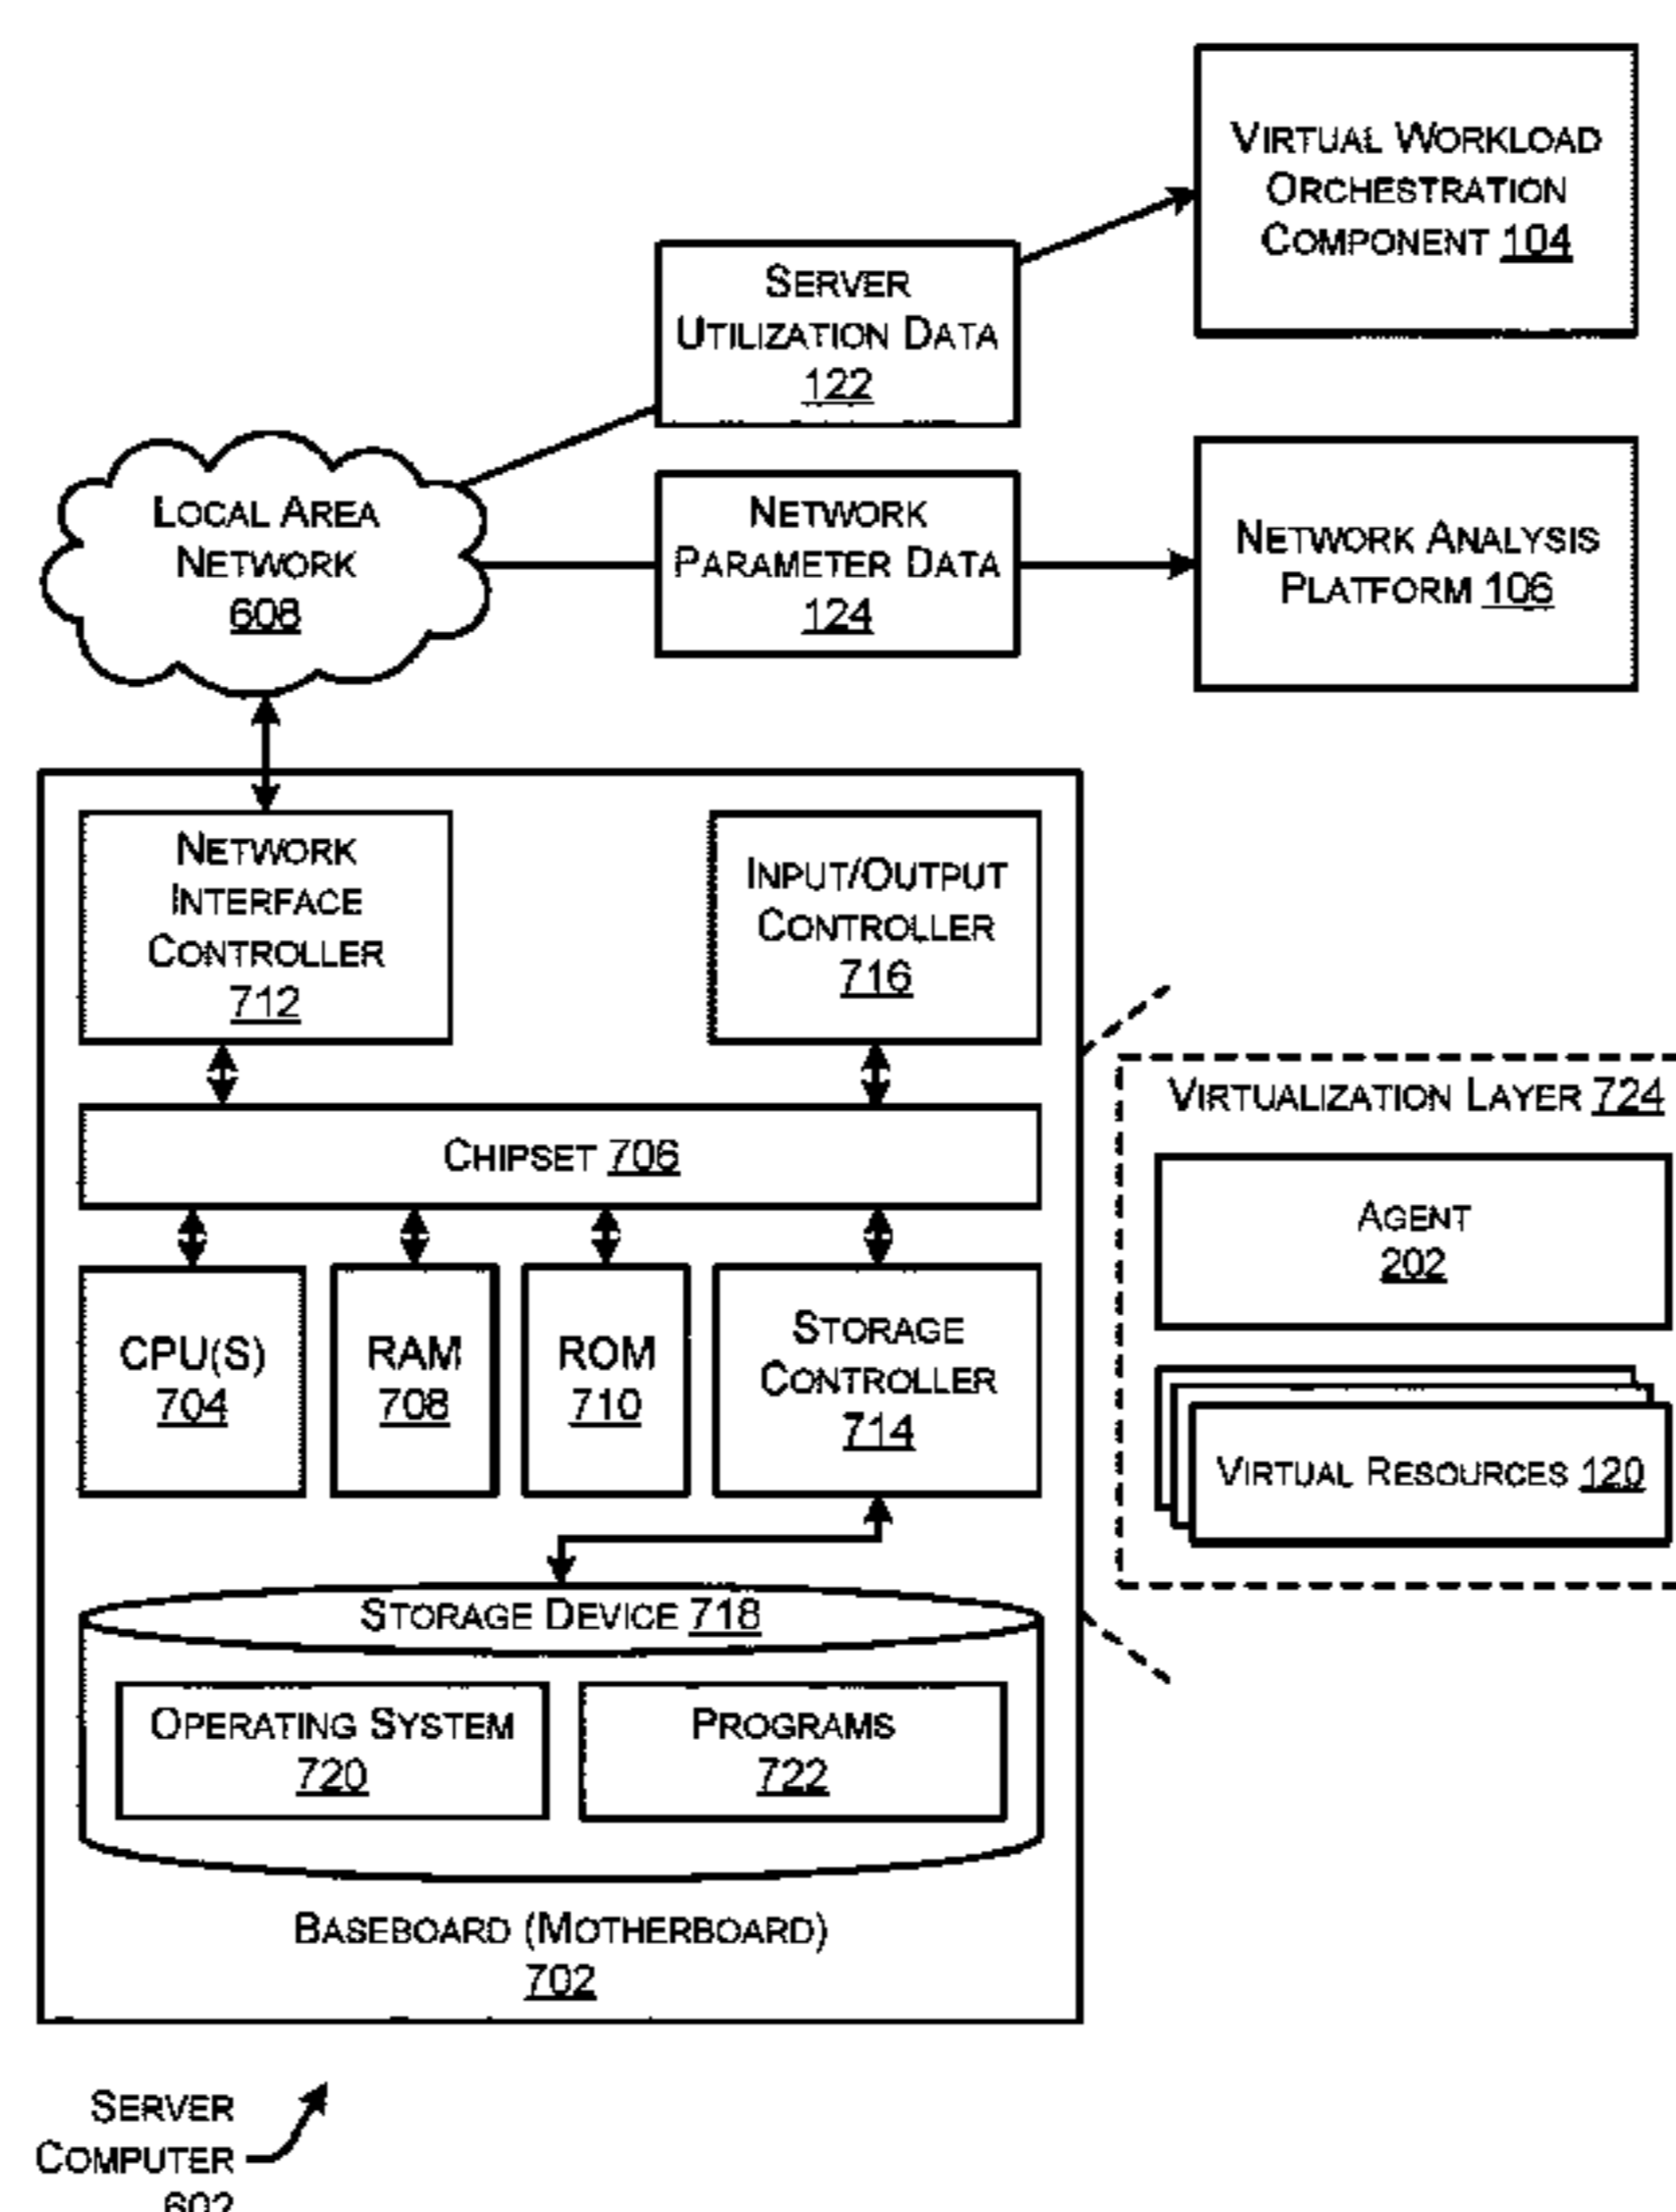 VIRTUAL WORKLOAD
ORCHESTRATION
COMPONENT 104
SERVER
UTILIZATION DATA
122
LOCAL AREA
NETWORK
608
NETWORK
PARAMETER DATA
124
NETWORK ANALYSIS
PLATFORM 106
NETWORK
INTERFACE
CONTROLLER
712
INPUT/OUTPUT
CONTROLLER
716
CHIPSET 706
CPU(S)
704
RAM
708
ROM
710
STORAGE
CONTROLLER
714
STORAGE DEVICE 718
OPERATING SYSTEM
720
PROGRAMS
722
BASEBOARD (MOTHERBOARD)
702
VIRTUALIZATION LAYER 724
AGENT
202
VIRTUAL RESOURCES 120
SERVER
COMPUTER
602